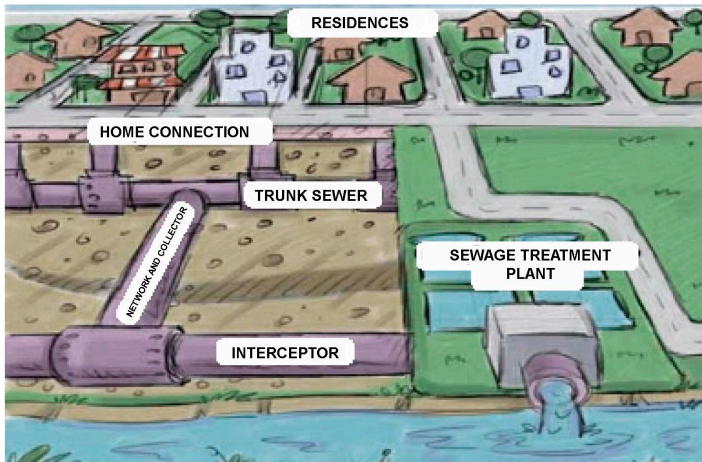 RESIDENCES
HOME CONNECTION
TRUNK SEWER
NETWORK AND COLLECTOR
SEWAGE TREATMENT
PLANT
INTERCEPTOR